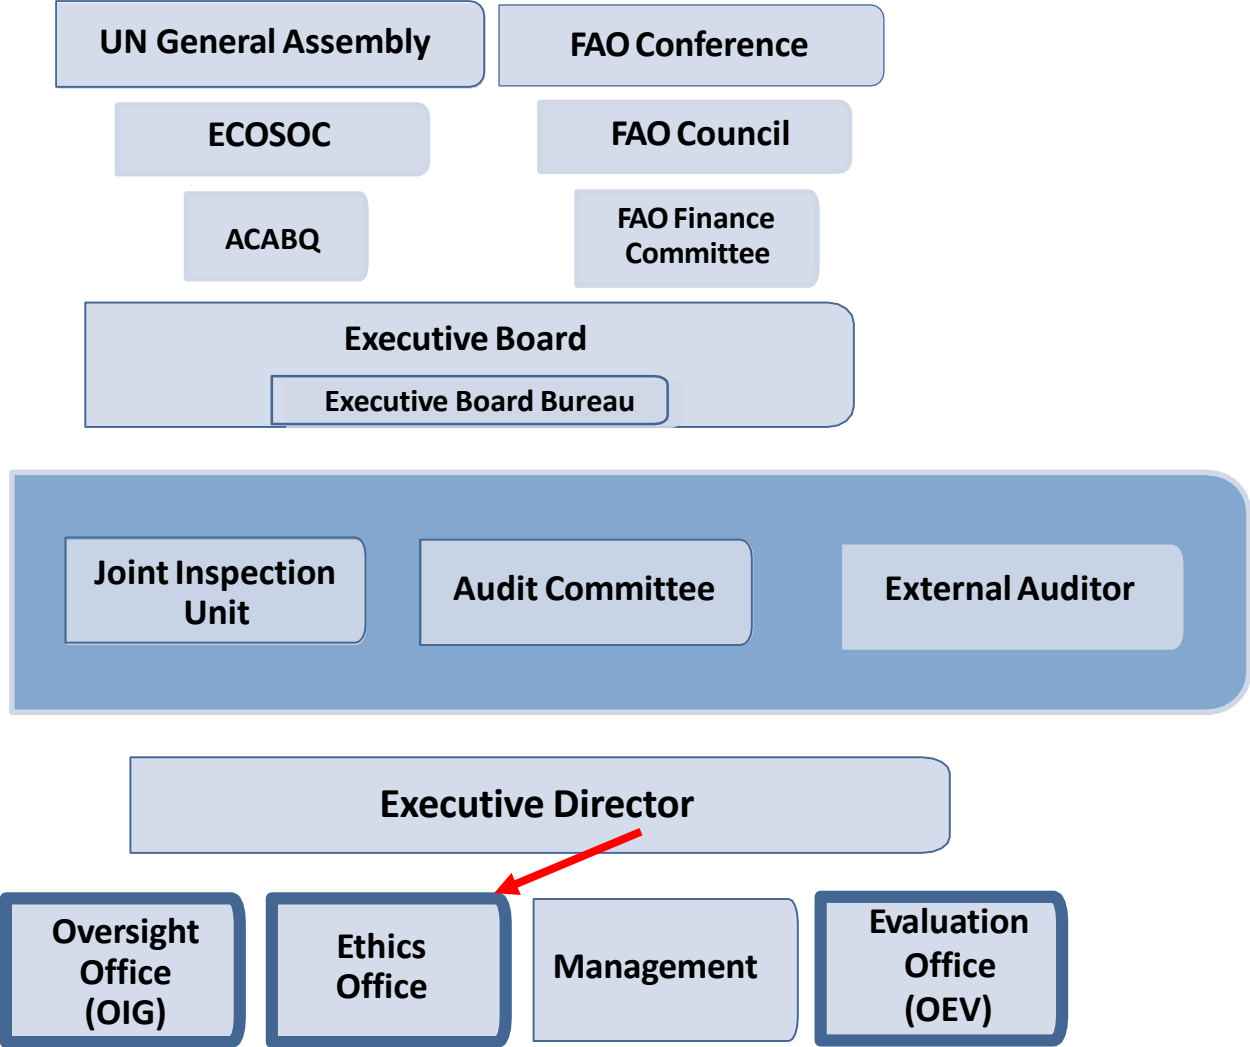 UN General Assembly
FAO Conference
ECOSOC
FAO Council
ACABQ
FAO Finance
Committee
Executive Board
Executive Board Bureau
Joint Inspection
Unit
Audit Committee
External Auditor
Executive Director
Oversight
Office
(OIG)
Ethics
Office
Management
Evaluation
Office
(OEV)